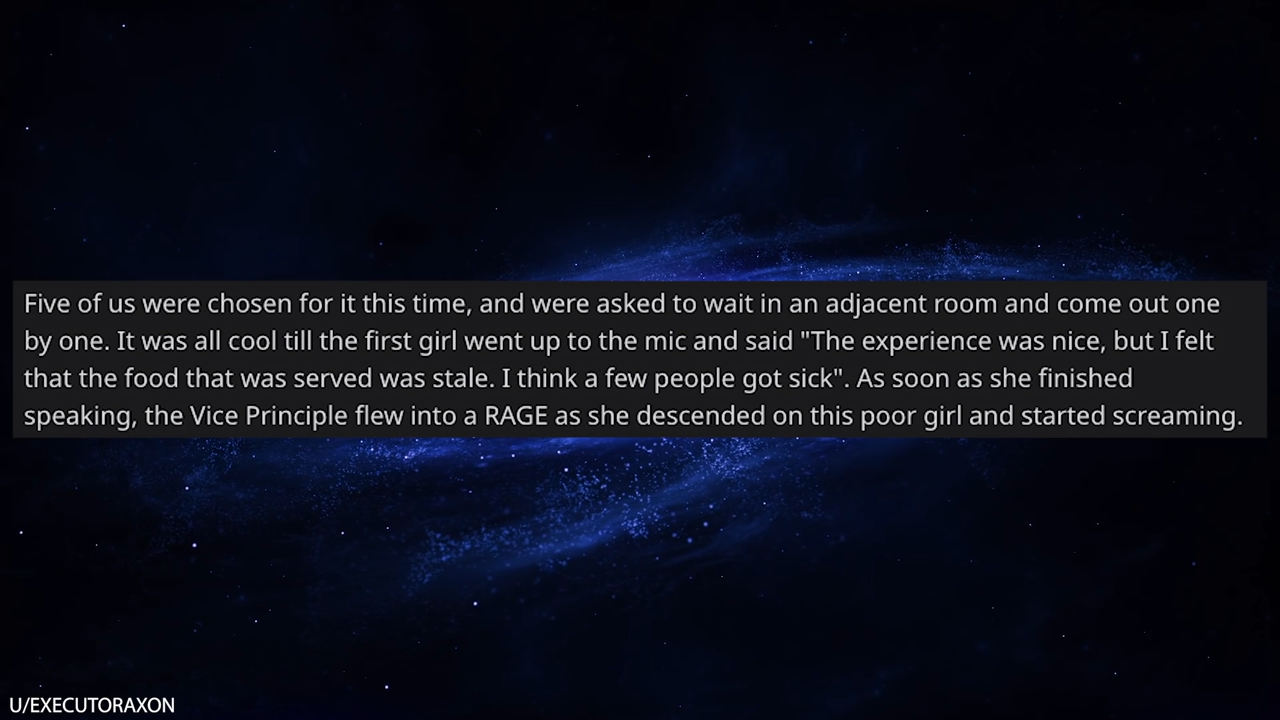 Five of us were chosen for it this time, and were asked to wait in an adjacent room and come out one
by one. It was all cool till the first girl went up to the mic and said "The experience was nice, but I felt
that the food that was served was stale. I think a few people got sick". As soon as she finished
speaking, the Vice Principle flew into a RAGE as she descended on this poor girl and started screaming.
U/EXECUTORAXON